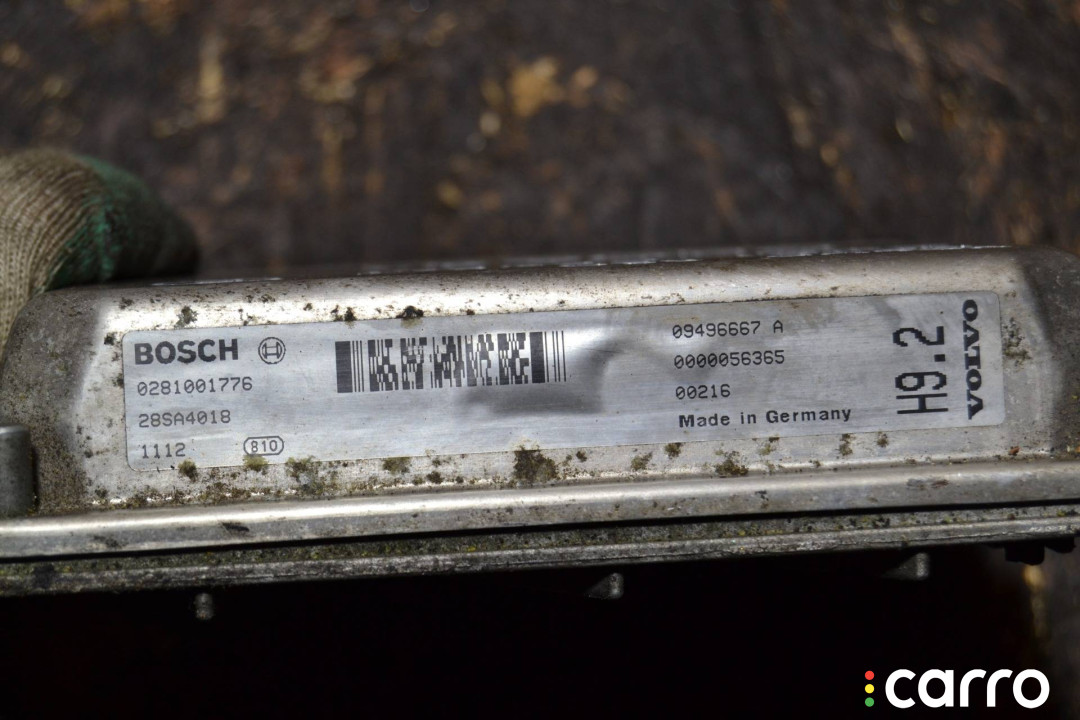 BOSCH
0281001776
28SA4018
1112 810
09496667 A
0000056365
00216
Made in Germany
H9.2
VOLVO
carro